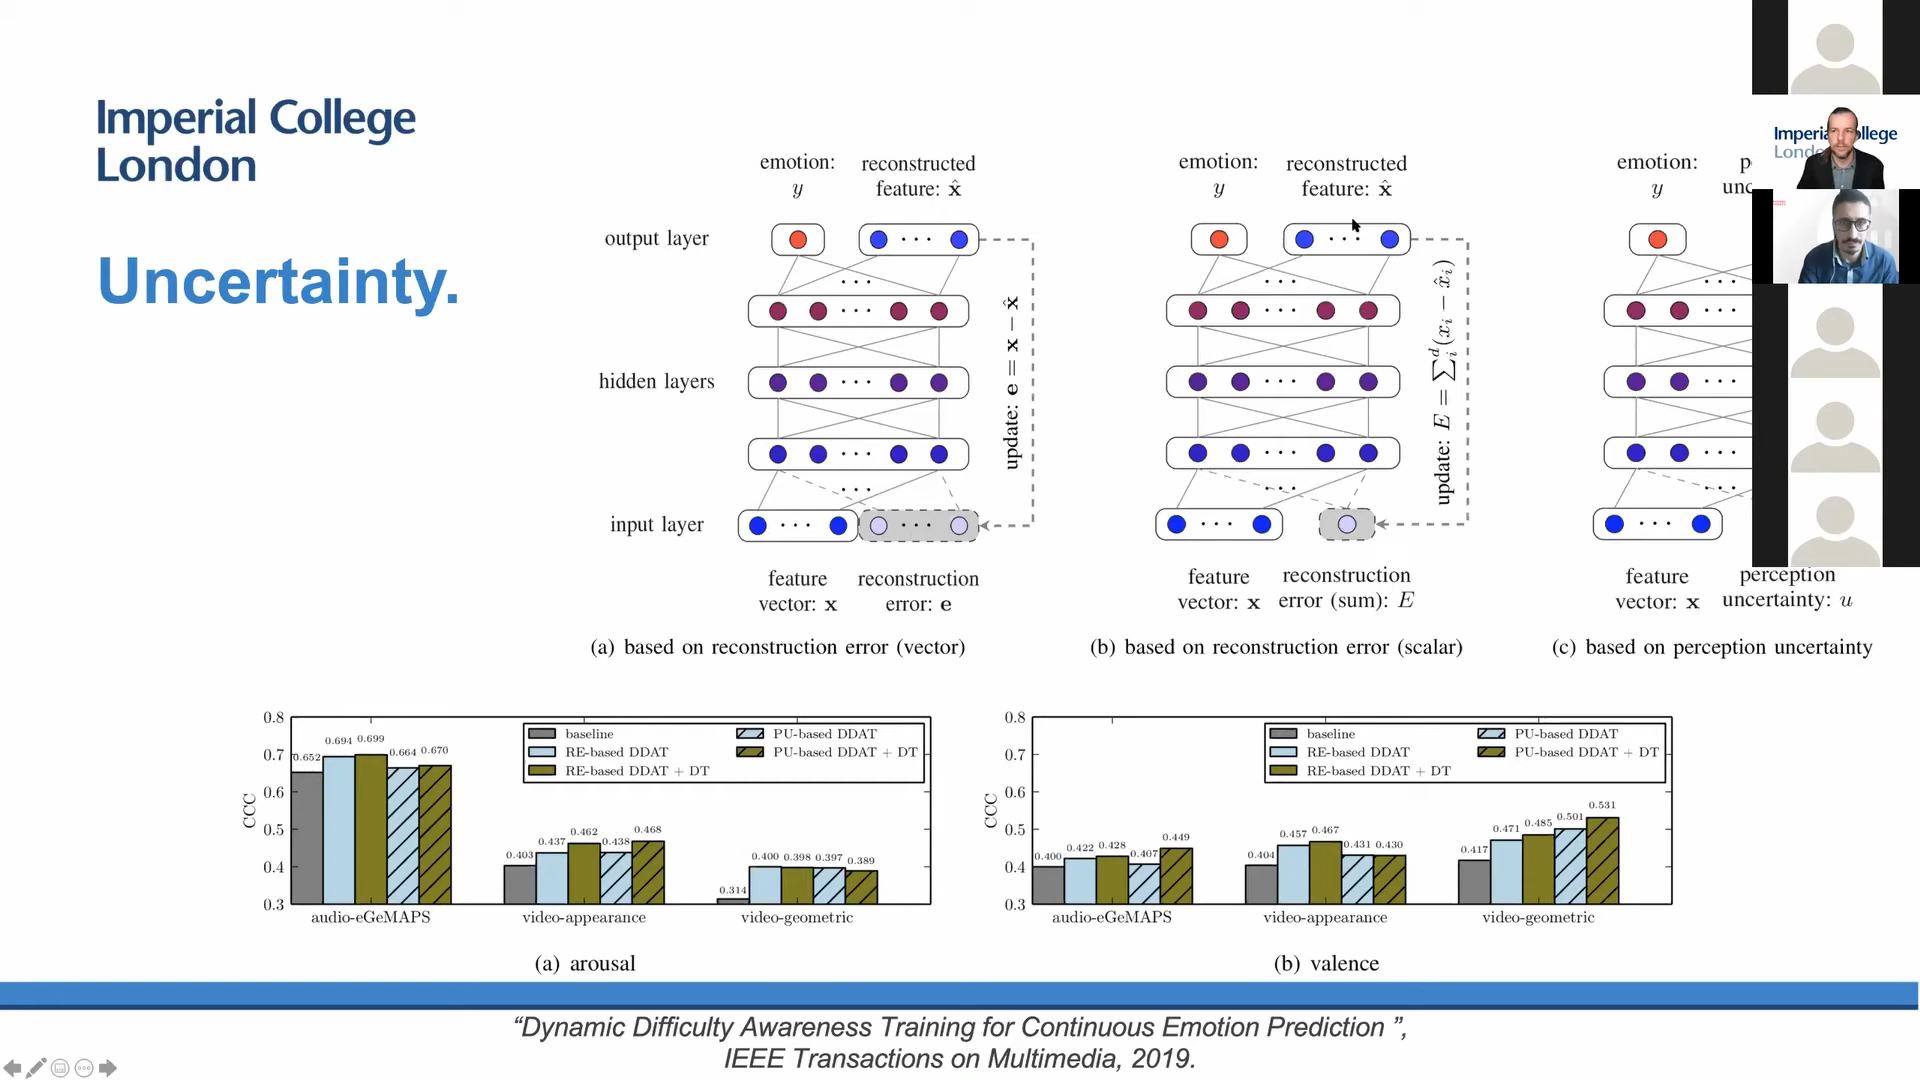 Imperial College
London
Uncertainty.
emotion:
y
reconstructed
feature: x̂
output layer
hidden layers
input layer
update: e = x − x̂
feature
vector: x
reconstruction
error: e
(a) based on reconstruction error (vector)
emotion:
y
reconstructed
feature: x̂
update: E = ∑ᵢᵈ(xᵢ − x̂ᵢ)
feature
vector: x
reconstruction
error (sum): E
(b) based on reconstruction error (scalar)
emotion:
y
feature
vector: x
perception
uncertainty: u
(c) based on perception uncertainty
CCC
0.8
0.7
0.6
0.5
0.4
0.3
baseline
RE-based DDAT
RE-based DDAT + DT
PU-based DDAT
PU-based DDAT + DT
0.652
0.694
0.699
0.664
0.670
0.403
0.437
0.462
0.438
0.468
0.314
0.400
0.398
0.397
0.389
audio-eGeMAPS
video-appearance
video-geometric
(a) arousal
CCC
0.8
0.7
0.6
0.5
0.4
0.3
baseline
RE-based DDAT
RE-based DDAT + DT
PU-based DDAT
PU-based DDAT + DT
0.400
0.422
0.428
0.407
0.449
0.404
0.457
0.467
0.431
0.430
0.417
0.471
0.485
0.501
0.531
audio-eGeMAPS
video-appearance
video-geometric
(b) valence
“Dynamic Difficulty Awareness Training for Continuous Emotion Prediction ”,
IEEE Transactions on Multimedia, 2019.